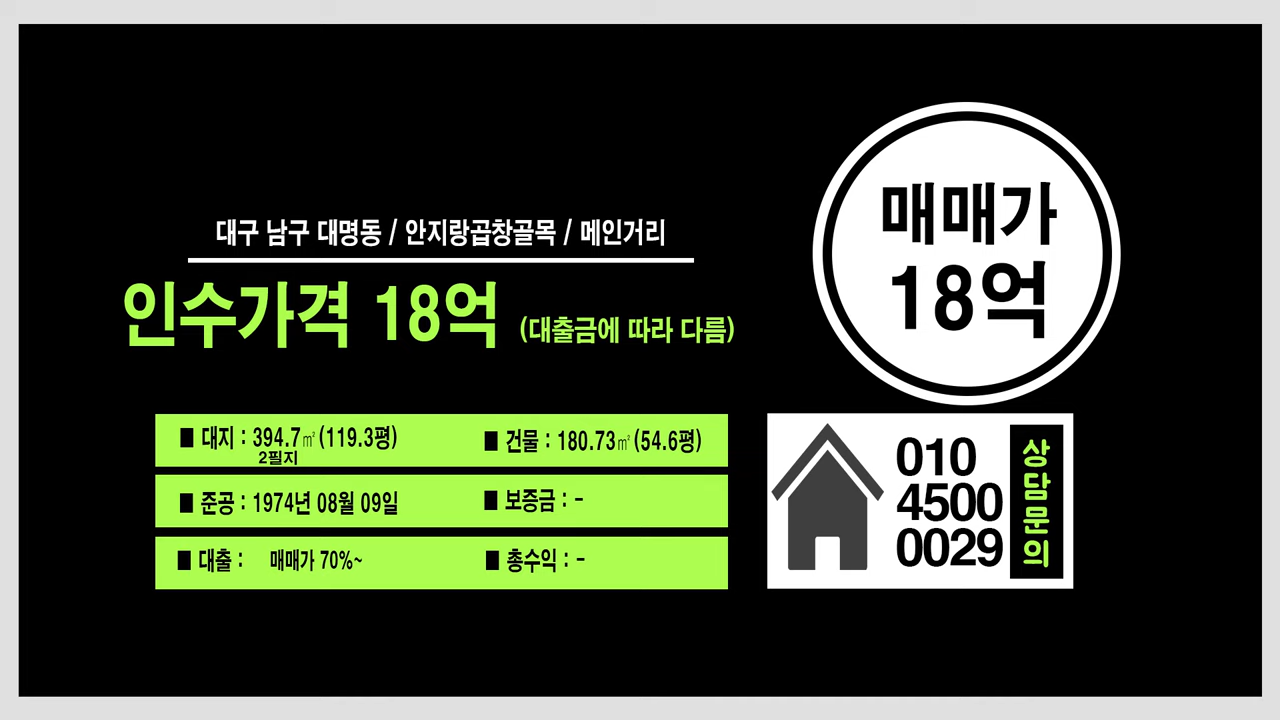 대구 남구 대명동 / 안지랑곱창골목 / 메인거리
인수가격 18억 (대출금에 따라 다름)
매매가
18억
■ 대지 : 394.7㎡(119.3평)
2필지
■ 건물 : 180.73㎡(54.6평)
■ 준공 : 1974년 08월 09일
■ 보증금 : -
■ 대출 : 매매가 70%~
■ 총수익 : -
010
4500
0029
상담문의